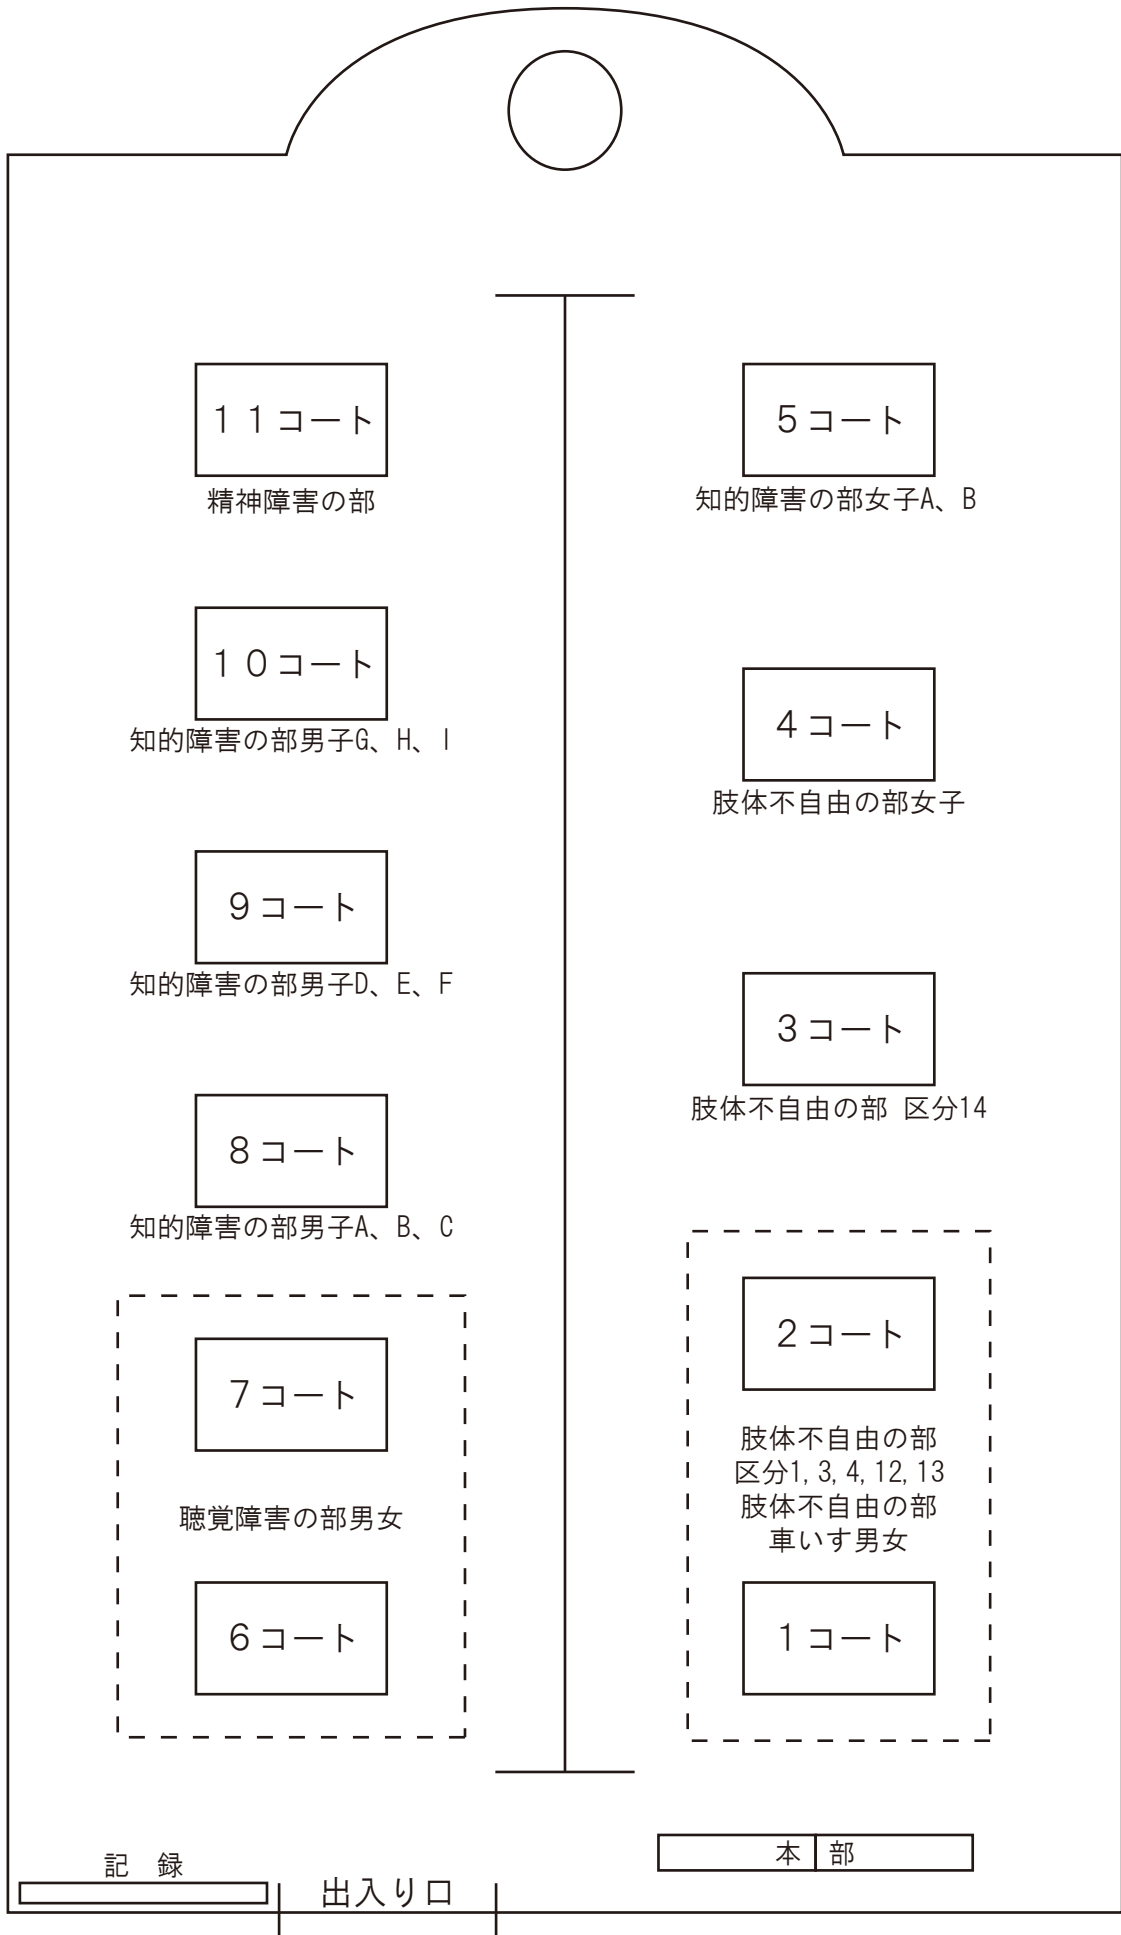 １１コート
精神障害の部
１０コート
知的障害の部男子G、H、I
９コート
知的障害の部男子D、E、F
８コート
知的障害の部男子A、B、C
７コート
聴覚障害の部男女
６コート
５コート
知的障害の部女子A、B
４コート
肢体不自由の部女子
３コート
肢体不自由の部 区分14
２コート
肢体不自由の部
区分1,3,4,12,13
肢体不自由の部
車いす男女
１コート
記　録
出入り口
本　部